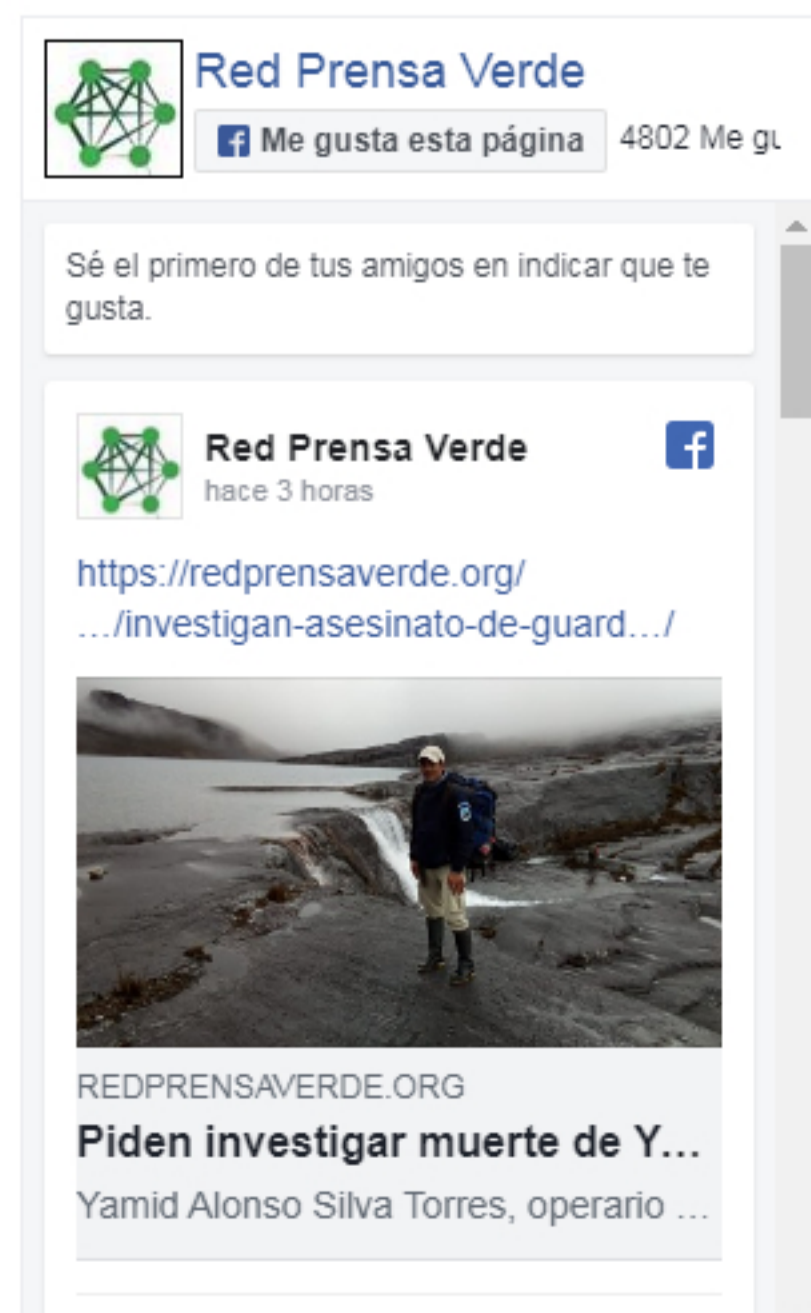 Red Prensa Verde
Me gusta esta página 4802 Me gu
Sé el primero de tus amigos en indicar que te
gusta.
Red Prensa Verde
hace 3 horas
https://redprensaverde.org/
…/investigan-asesinato-de-guard…/
REDPRENSAVERDE.ORG
Piden investigar muerte de Y...
Yamid Alonso Silva Torres, operario ...